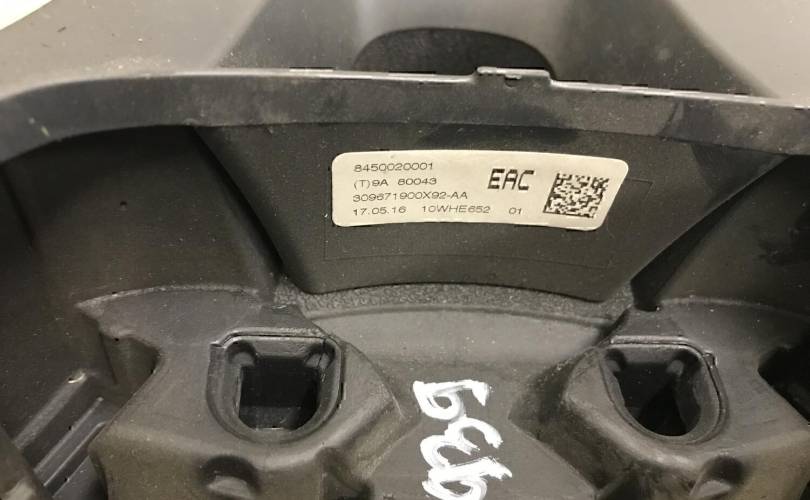 8450020001
(T)9A 80043
309671900X92-AA
17.05.16 10WHE652 01
EAC